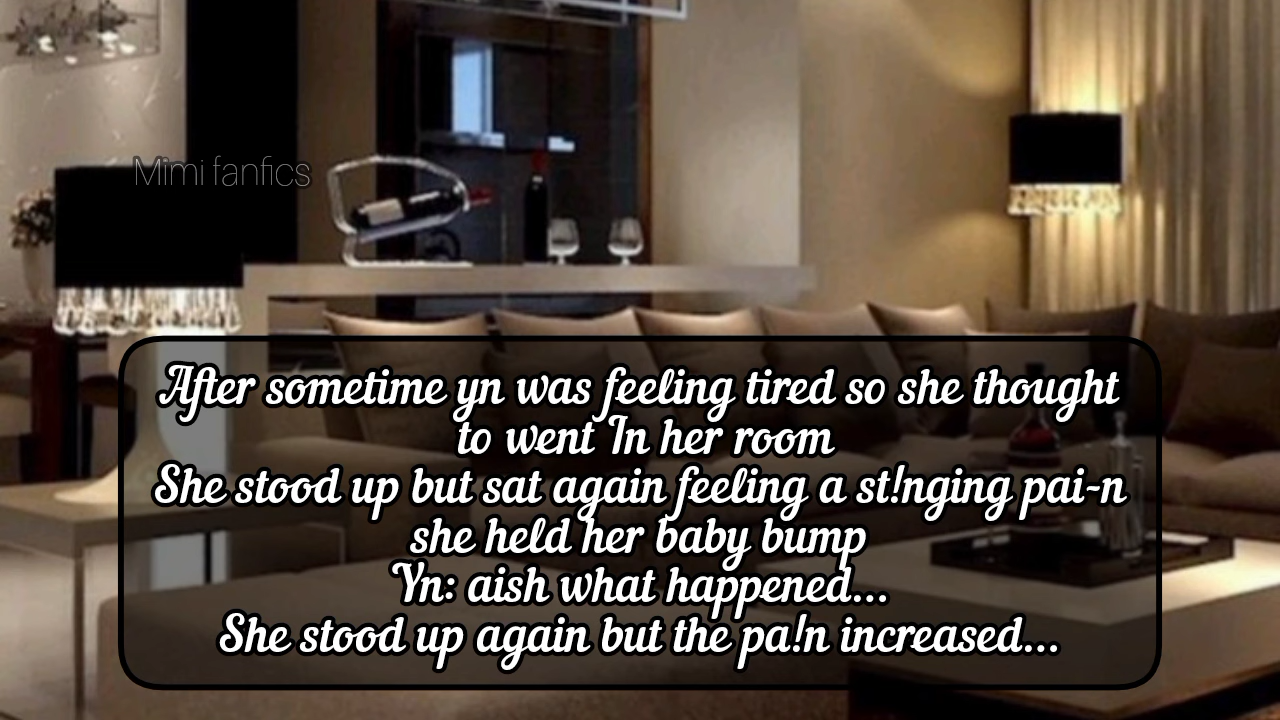 Mimi fanfics
After sometime yn was feeling tired so she thought
to went In her room
She stood up but sat again feeling a st!nging pai-n
she held her baby bump
Yn: aish what happened...
She stood up again but the pa!n increased...